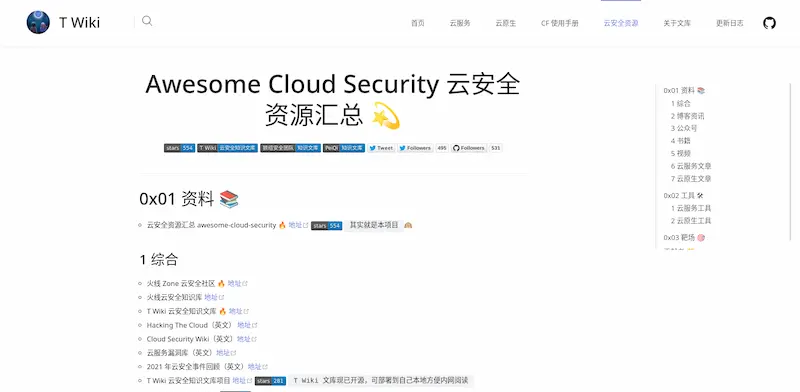 T Wiki
首页 云服务 云原生 CF 使用手册 云安全资源 关于文库 更新日志
Awesome Cloud Security 云安全
资源汇总 💫
stars 554 T Wiki 云安全知识文库 狼组安全团队 知识文库 PeiQi 知识文库 Tweet Followers 495 Followers 531
0x01 资料 📚
云安全资源汇总 awesome-cloud-security 🔥 地址 stars 554 其实就是本项目 🙈
1 综合
火线 Zone 云安全社区 🔥 地址
火线云安全知识库 地址
T Wiki 云安全知识文库 🔥 地址
Hacking The Cloud（英文） 地址
Cloud Security Wiki（英文） 地址
云服务漏洞库（英文） 地址
2021 年云安全事件回顾（英文） 地址
T Wiki 云安全知识文库项目 地址 stars 281 T Wiki 文库现已开源，可部署到自己本地方便内网阅读
0x01 资料 📚
1 综合
2 博客资讯
3 公众号
4 书籍
5 视频
6 云服务文章
7 云原生文章
0x02 工具 🛠
1 云服务工具
2 云原生工具
0x03 靶场 🎯